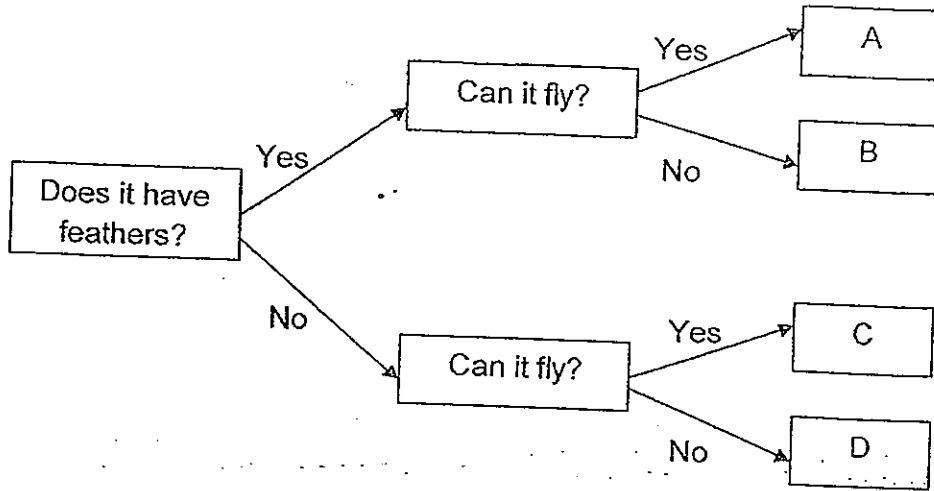 Does it have
feathers?
Yes
Can it fly?
Yes
A
No
B
No
Can it fly?
Yes
C
No
D